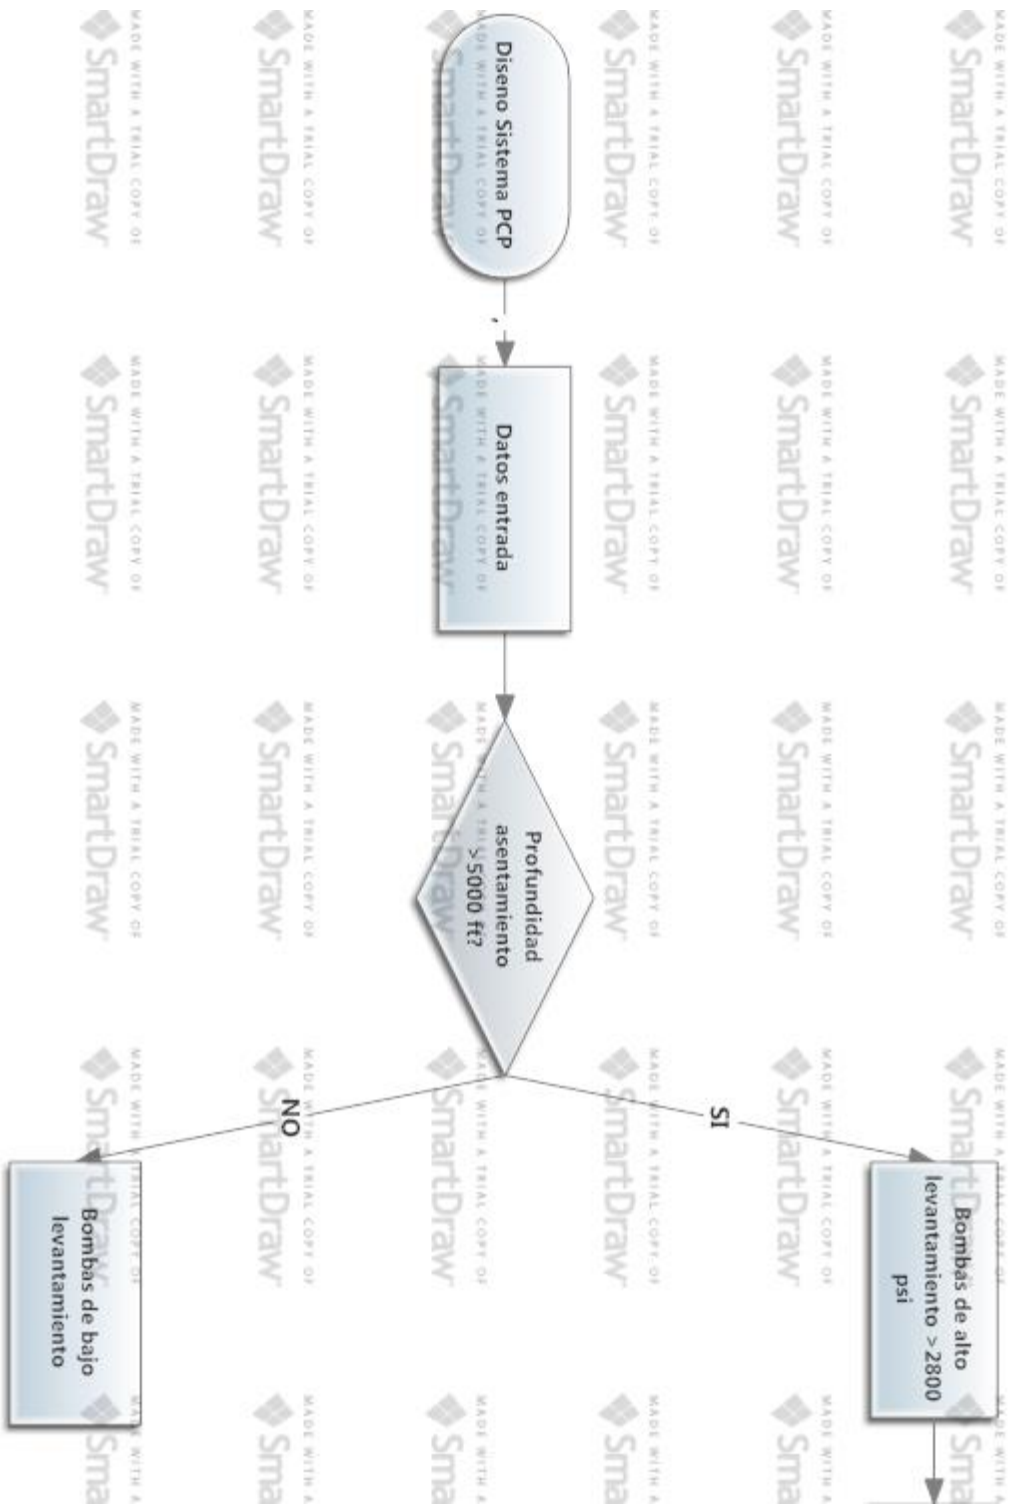 Diseno Sistema PCP
,
Datos entrada
Profundidad
asentamiento
>5000 ft?
SI
Bombas de alto
levantamiento >2800
psi
NO
Bombas de bajo
levantamiento
MADE WITH A TRIAL COPY OF
SmartDraw